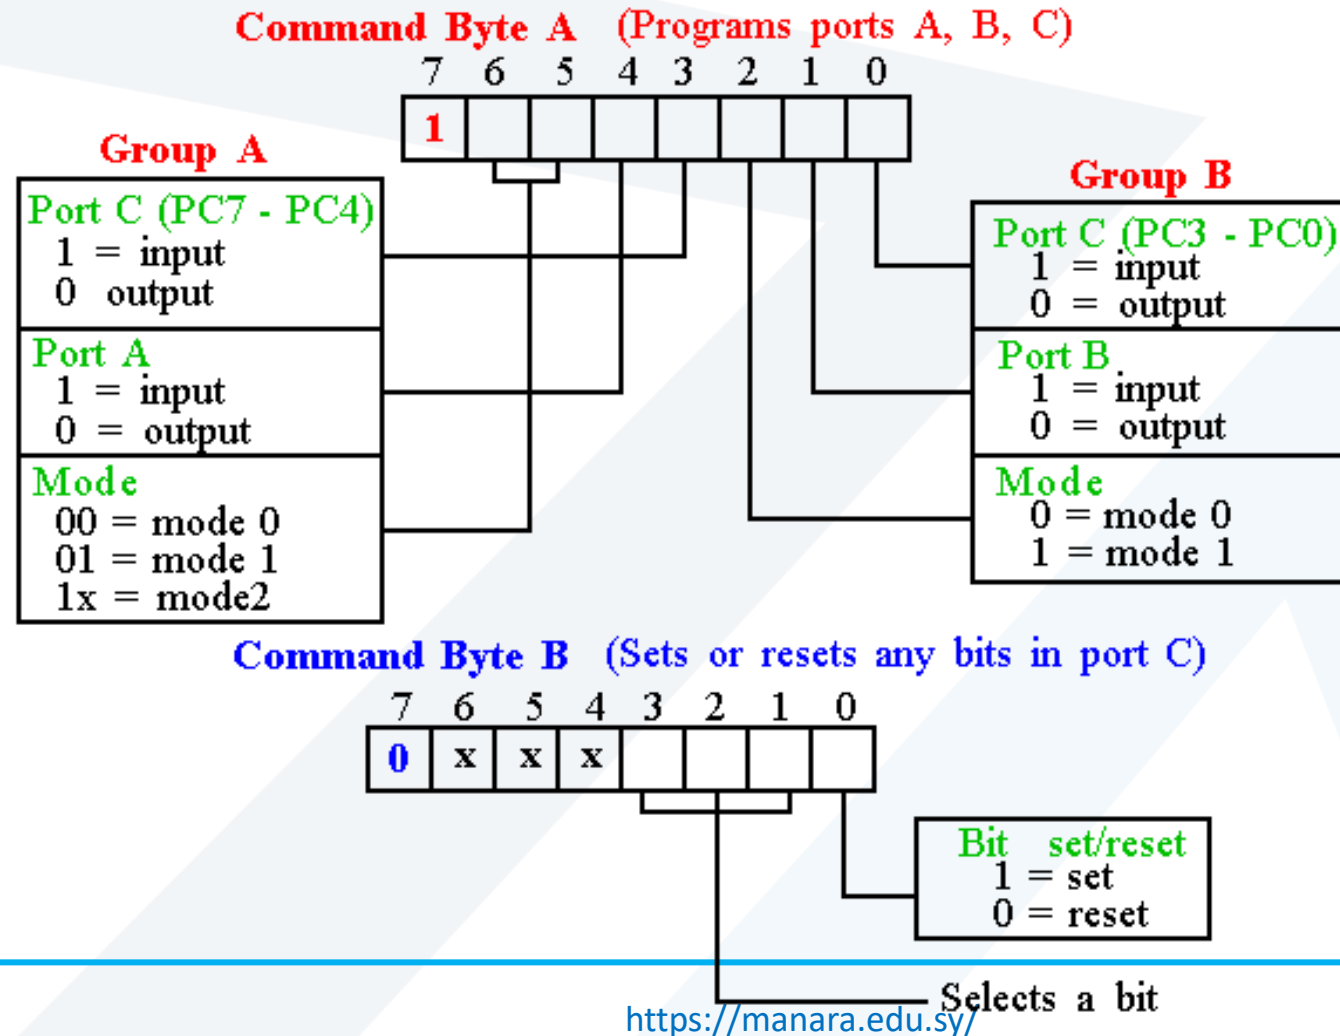 Command Byte A (Programs ports A, B, C)
7 6 5 4 3 2 1 0
1
Group A
Port C (PC7 - PC4)
1 = input
0 output
Port A
1 = input
0 = output
Mode
00 = mode 0
01 = mode 1
1x = mode2
Group B
Port C (PC3 - PC0)
1 = input
0 = output
Port B
1 = input
0 = output
Mode
0 = mode 0
1 = mode 1
Command Byte B (Sets or resets any bits in port C)
7 6 5 4 3 2 1 0
0 x x x
Bit set/reset
1 = set
0 = reset
Selects a bit
https://manara.edu.sy/